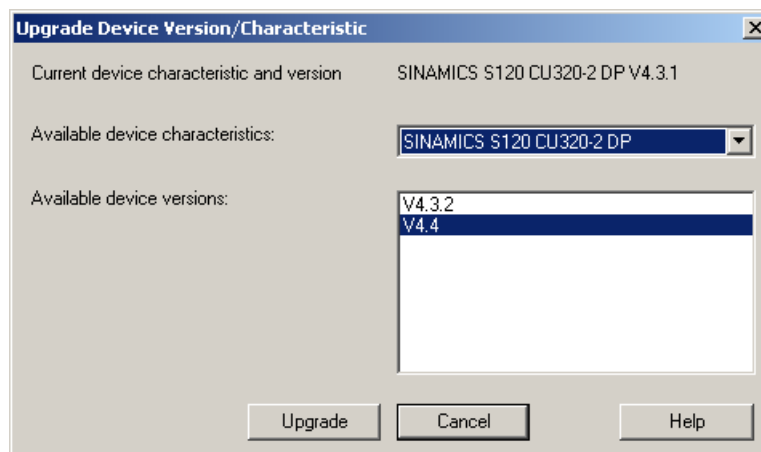 Upgrade Device Version/Characteristic
Current device characteristic and version SINAMICS S120 CU320-2 DP V4.3.1
Available device characteristics: SINAMICS S120 CU320-2 DP
Available device versions: V4.3.2
V4.4
Upgrade Cancel Help